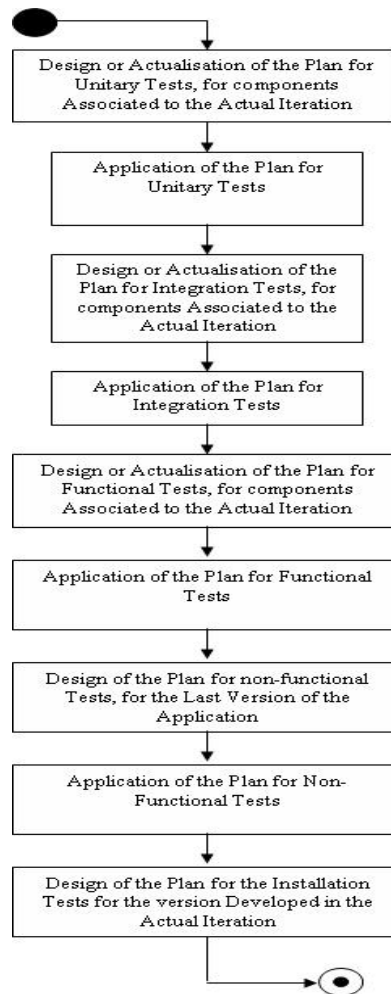 Design or Actualisation of the Plan for
Unitary Tests, for components
Associated to the Actual Iteration
Application of the Plan for
Unitary Tests
Design or Actualisation of the
Plan for Integration Tests, for
components Associated to the
Actual Iteration
Application of the Plan for
Integration Tests
Design or Actualisation of the Plan for
Functional Tests, for components
Associated to the Actual Iteration
Application of the Plan for Functional
Tests
Design of the Plan for non-functional
Tests, for the Last Version of the
Application
Application of the Plan for Non-
Functional Tests
Design of the Plan for the Installation
Tests for the version Developed in the
Actual Iteration